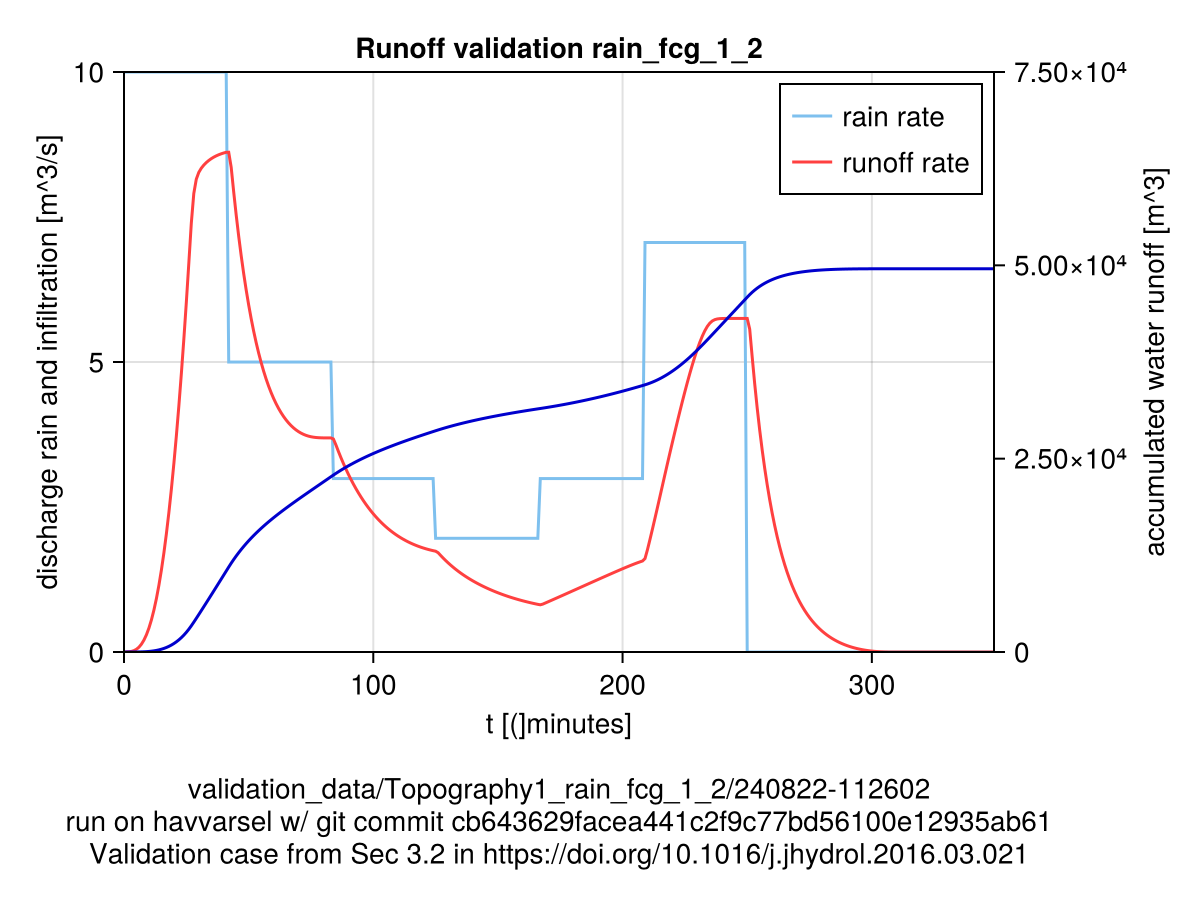 Runoff validation rain_fcg_1_2
10
5
0
discharge rain and infiltration [m^3/s]
7.50×10⁴
5.00×10⁴
2.50×10⁴
0
accumulated water runoff [m^3]
rain rate
runoff rate
0 100 200 300
t [(]minutes]
validation_data/Topography1_rain_fcg_1_2/240822-112602
run on havvarsel w/ git commit cb643629facea441c2f9c77bd56100e12935ab61
Validation case from Sec 3.2 in https://doi.org/10.1016/j.jhydrol.2016.03.021